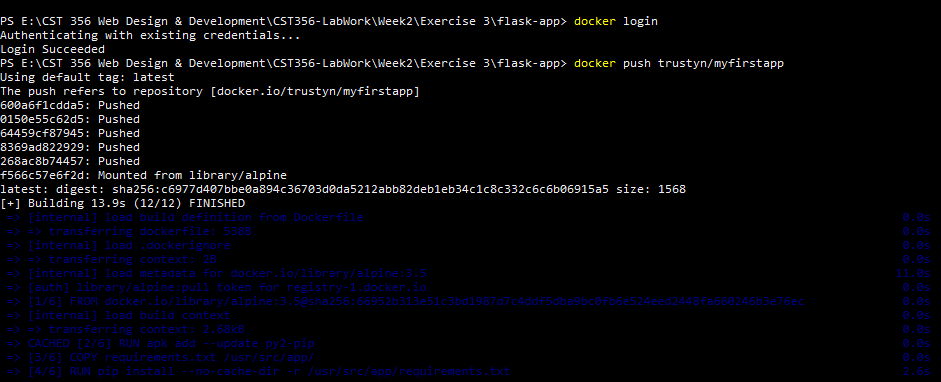 PS E:\CST 356 Web Design & Development\CST356-LabWork\Week2\Exercise 3\flask-app> docker login
Authenticating with existing credentials...
Login Succeeded
PS E:\CST 356 Web Design & Development\CST356-LabWork\Week2\Exercise 3\flask-app> docker push trustyn/myfirstapp
Using default tag: latest
The push refers to repository [docker.io/trustyn/myfirstapp]
600a6f1cdda5: Pushed
0150e55c62d5: Pushed
64459cf87945: Pushed
8369ad822929: Pushed
268ac8b74457: Pushed
f566c57e6f2d: Mounted from library/alpine
latest: digest: sha256:c6977d407bbe0a894c36703d0da5212abb82deb1eb34c1c8c332c6c6b06915a5 size: 1568
[+] Building 13.9s (12/12) FINISHED
=> [internal] load build definition from Dockerfile 0.0s
=> => transferring dockerfile: 538B 0.0s
=> [internal] load .dockerignore 0.0s
=> => transferring context: 2B 0.0s
=> [internal] load metadata for docker.io/library/alpine:3.5 11.0s
=> [auth] library/alpine:pull token for registry-1.docker.io 0.0s
=> [1/6] FROM 0.0s
=> [internal] load build context 0.0s
=> => transferring context: 2.08kB 0.0s
=> CACHED [2/6] RUN apk add --update py2-pip 0.0s
=> [3/6] COPY requirements.txt /usr/src/app/ 0.0s
=> [4/6] RUN pip install --no-cache-dir -r /usr/src/app/requirements.txt 2.6s